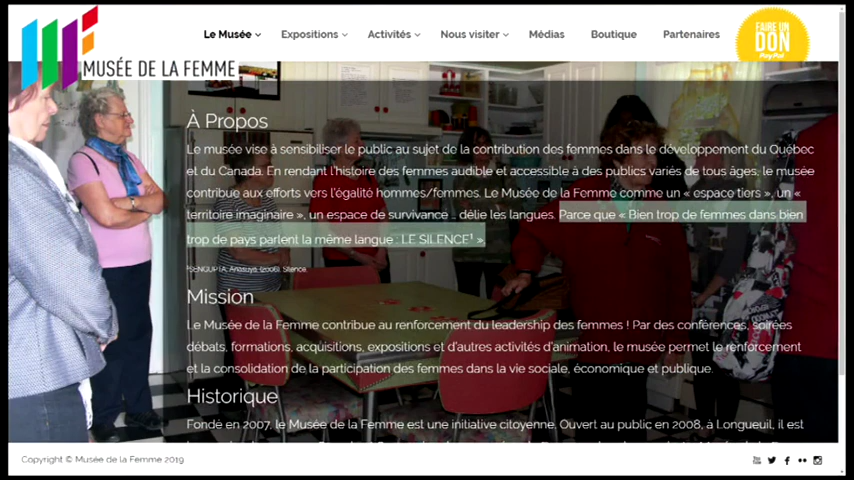 Le Musée Expositions Activités Nous visiter Médias Boutique Partenaires
FAIRE UN
DON
PayPal
MUSÉE DE LA FEMME
À Propos
Le musée vise à sensibiliser le public au sujet de la contribution des femmes dans le développement du Québec
et du Canada. En rendant l'histoire des femmes audible et accessible à des publics variés de tous âges, le musée
contribue aux efforts vers l'égalité hommes/femmes. Le Musée de la Femme comme un « espace tiers », un «
territoire imaginaire », un espace de survivance … délie les langues. Parce que « Bien trop de femmes dans bien
trop de pays parlent la même langue : LE SILENCE¹ ».
¹SENGUPTA, Anasuya. (2006). Silence.
Mission
Le Musée de la Femme contribue au renforcement du leadership des femmes ! Par des conférences, soirées
débats, formations, acquisitions, expositions et d'autres activités d'animation, le musée permet le renforcement
et la consolidation de la participation des femmes dans la vie sociale, économique et publique.
Historique
Fondé en 2007, le Musée de la Femme est une initiative citoyenne. Ouvert au public en 2008, à Longueuil, il est
Copyright © Musée de la Femme 2019